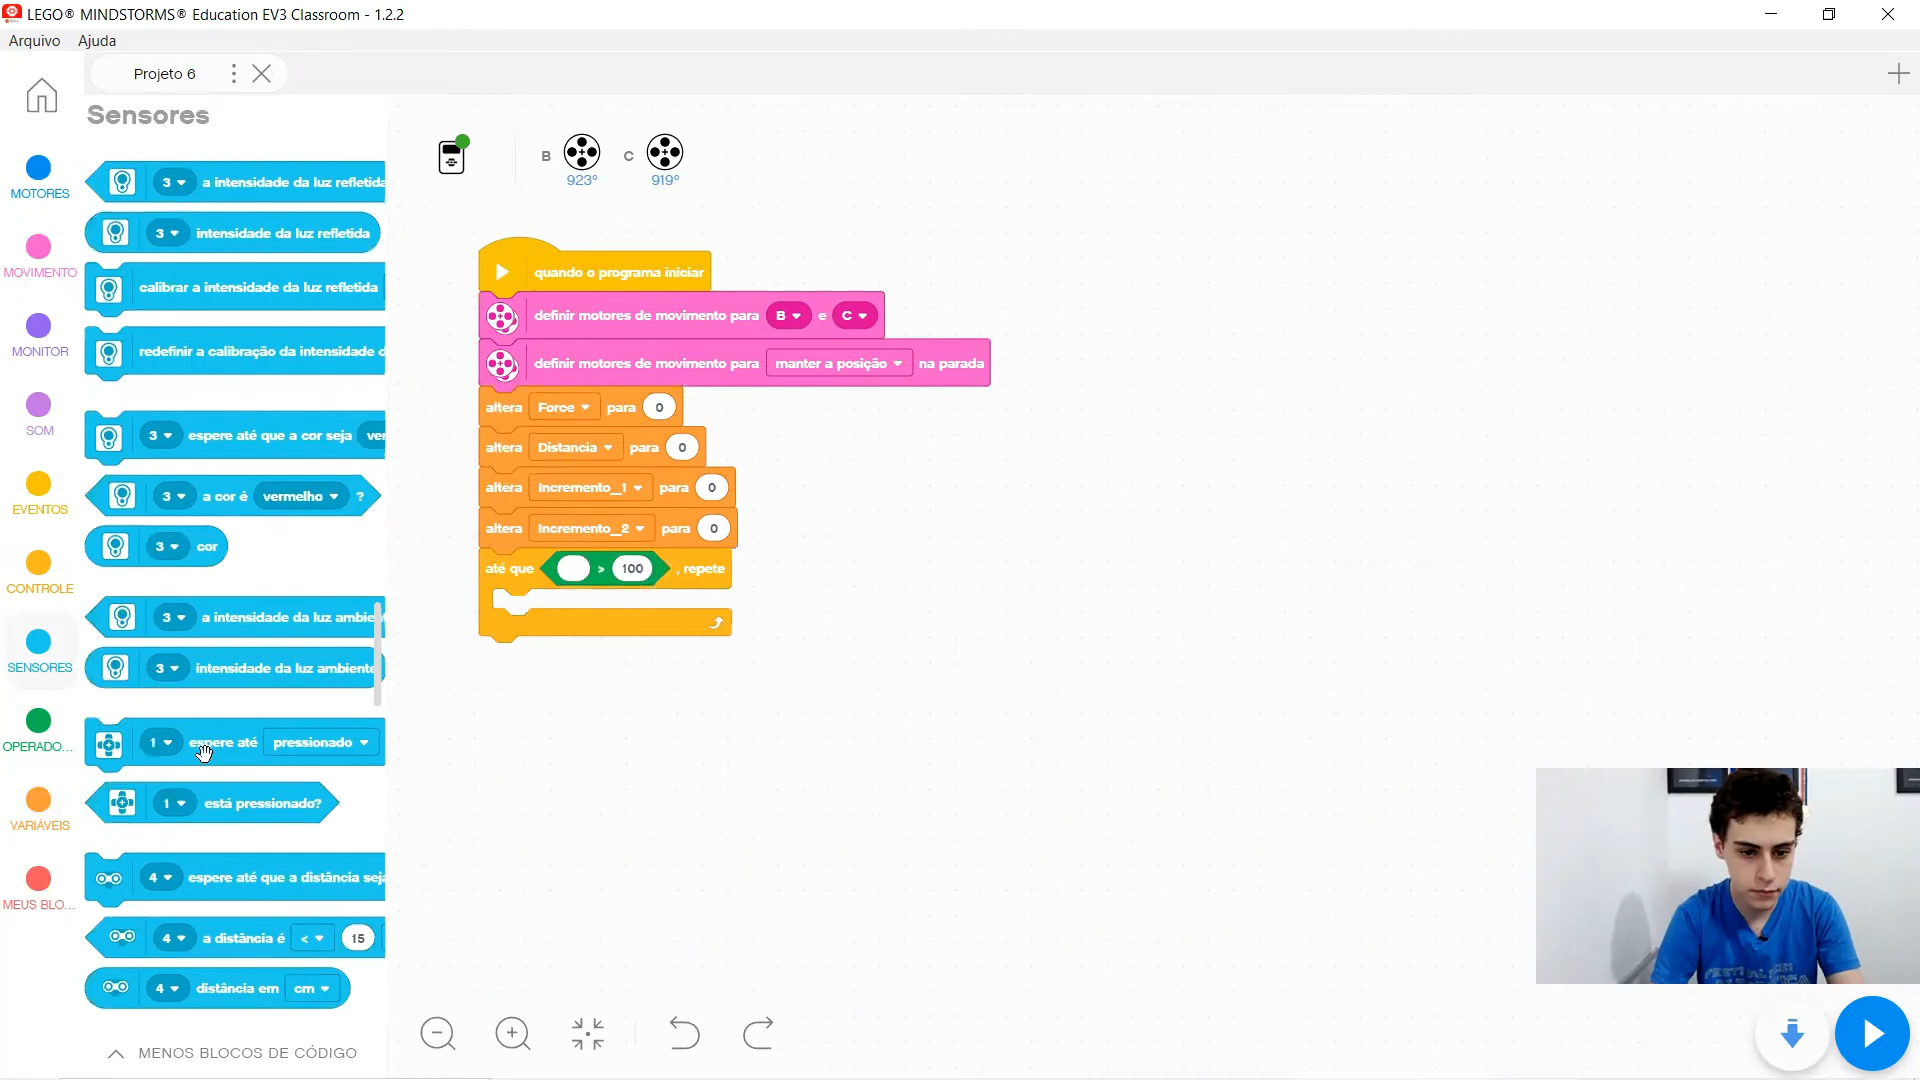 LEGO® MINDSTORMS® Education EV3 Classroom - 1.2.2
Arquivo Ajuda
Projeto 6
Sensores
MOTORES
MOVIMENTO
MONITOR
SOM
EVENTOS
CONTROLE
SENSORES
OPERADO...
VARIÁVEIS
MEUS BLO...
3 a intensidade da luz refletida
3 intensidade da luz refletida
calibrar a intensidade da luz refletida
redefinir a calibração da intensidade d
3 espere até que a cor seja ver
3 a cor é vermelho ?
3 cor
3 a intensidade da luz ambien
3 intensidade da luz ambiente
1 espere até pressionado
1 está pressionado?
4 espere até que a distância seja
4 a distância é < 15
4 distância em cm
MENOS BLOCOS DE CÓDIGO
B 923° C 919°
quando o programa iniciar
definir motores de movimento para B e C
definir motores de movimento para manter a posição na parada
altera Force para 0
altera Distancia para 0
altera Incremento_1 para 0
altera Incremento_2 para 0
até que > 100 , repete